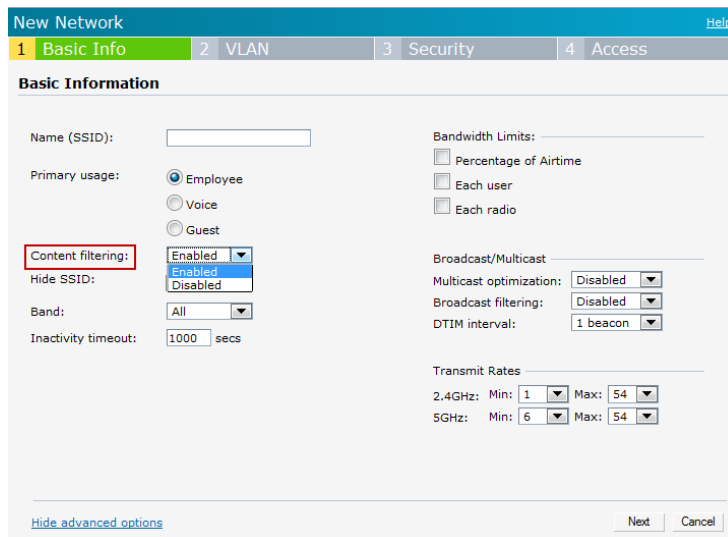 New Network
Help
1 Basic Info 2 VLAN 3 Security 4 Access
Basic Information
Name (SSID):
Primary usage:
Employee
Voice
Guest
Content filtering: Enabled
Enabled
Disabled
Hide SSID:
Band: All
Inactivity timeout: 1000 secs
Bandwidth Limits:
Percentage of Airtime
Each user
Each radio
Broadcast/Multicast
Multicast optimization: Disabled
Broadcast filtering: Disabled
DTIM interval: 1 beacon
Transmit Rates
2.4GHz: Min: 1 Max: 54
5GHz: Min: 6 Max: 54
Hide advanced options
Next Cancel